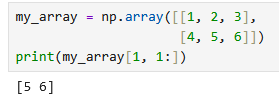 my_array = np.array([[1, 2, 3],
                     [4, 5, 6]])
print(my_array[1, 1:])
[5 6]